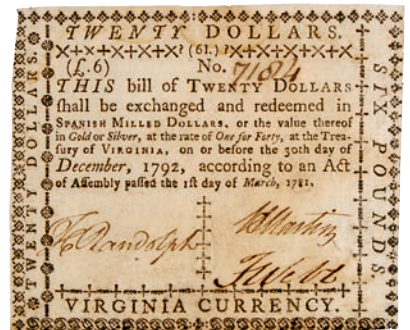 TWENTY DOLLARS.
X+X+X+X+X? (61.) ?X+X+X+X+X
(£.6) No. 7184
THIS bill of TWENTY DOLLARS
ſhall be exchanged and redeemed in
SPANISH MILLED DOLLARS, or the value thereof
in Gold or Silver, at the rate of One for Forty, at the Trea-
ſury of VIRGINIA, on or before the 30th day of
December, 1792, according to an Act
of Aſſembly paſſed the 1ſt day of March, 1781.
H Randolph
B Martin
F Webb
VIRGINIA CURRENCY.
TWENTY DOLLARS.
SIX POUNDS.